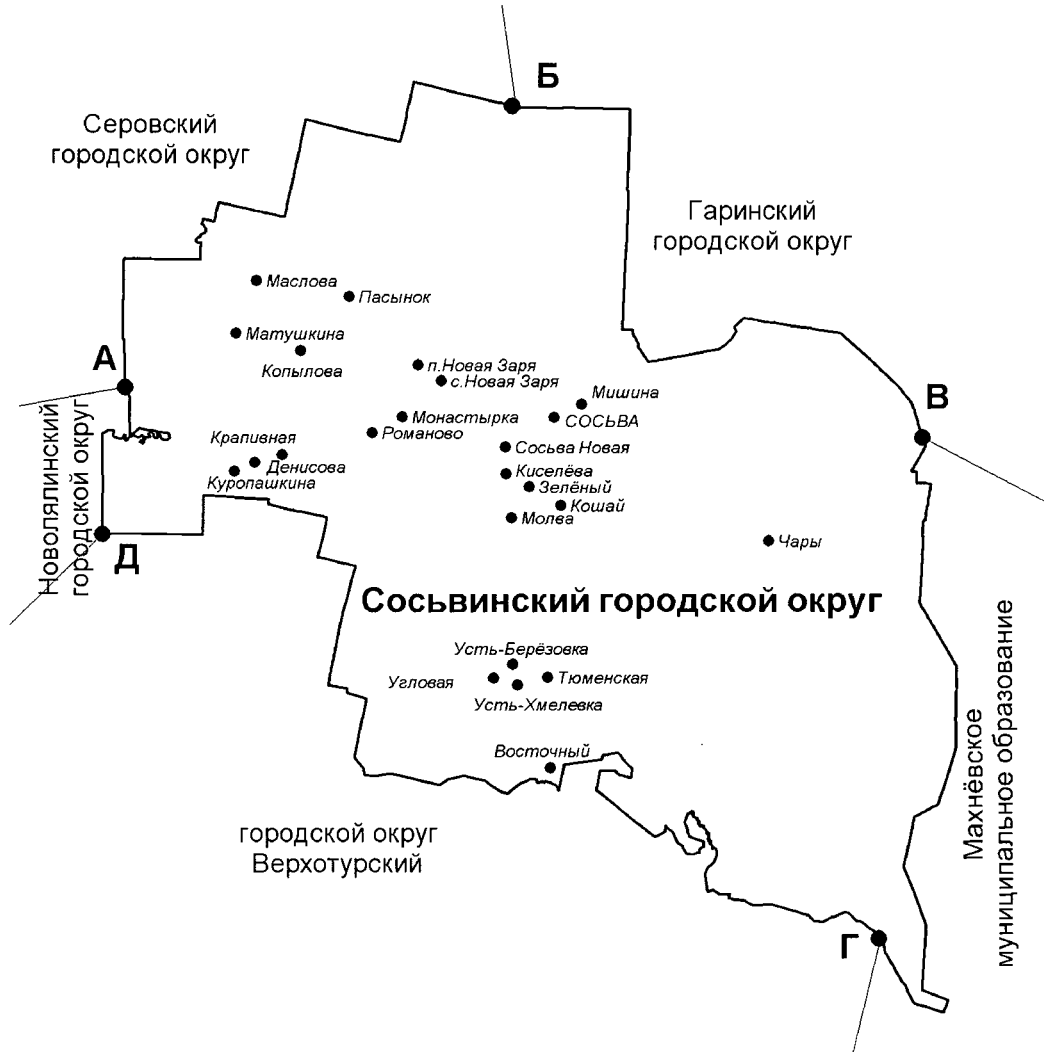 Б
Серовский
городской округ
Гаринский
городской округ
Маслова
Пасынок
Матушкина
Копылова
А
п.Новая Заря
с.Новая Заря
Мишина
В
Монастырка
СОСЬВА
Романово
Крапивная
Сосьва Новая
Денисова
Киселёва
Куропашкина
Зелёный
Кошай
Молва
Новолялинский
городской округ
Д
Чары
Сосьвинский городской округ
Усть-Берёзовка
Угловая
Тюменская
Усть-Хмелевка
Восточный
Махнёвское
муниципальное образование
городской округ
Верхотурский
Г